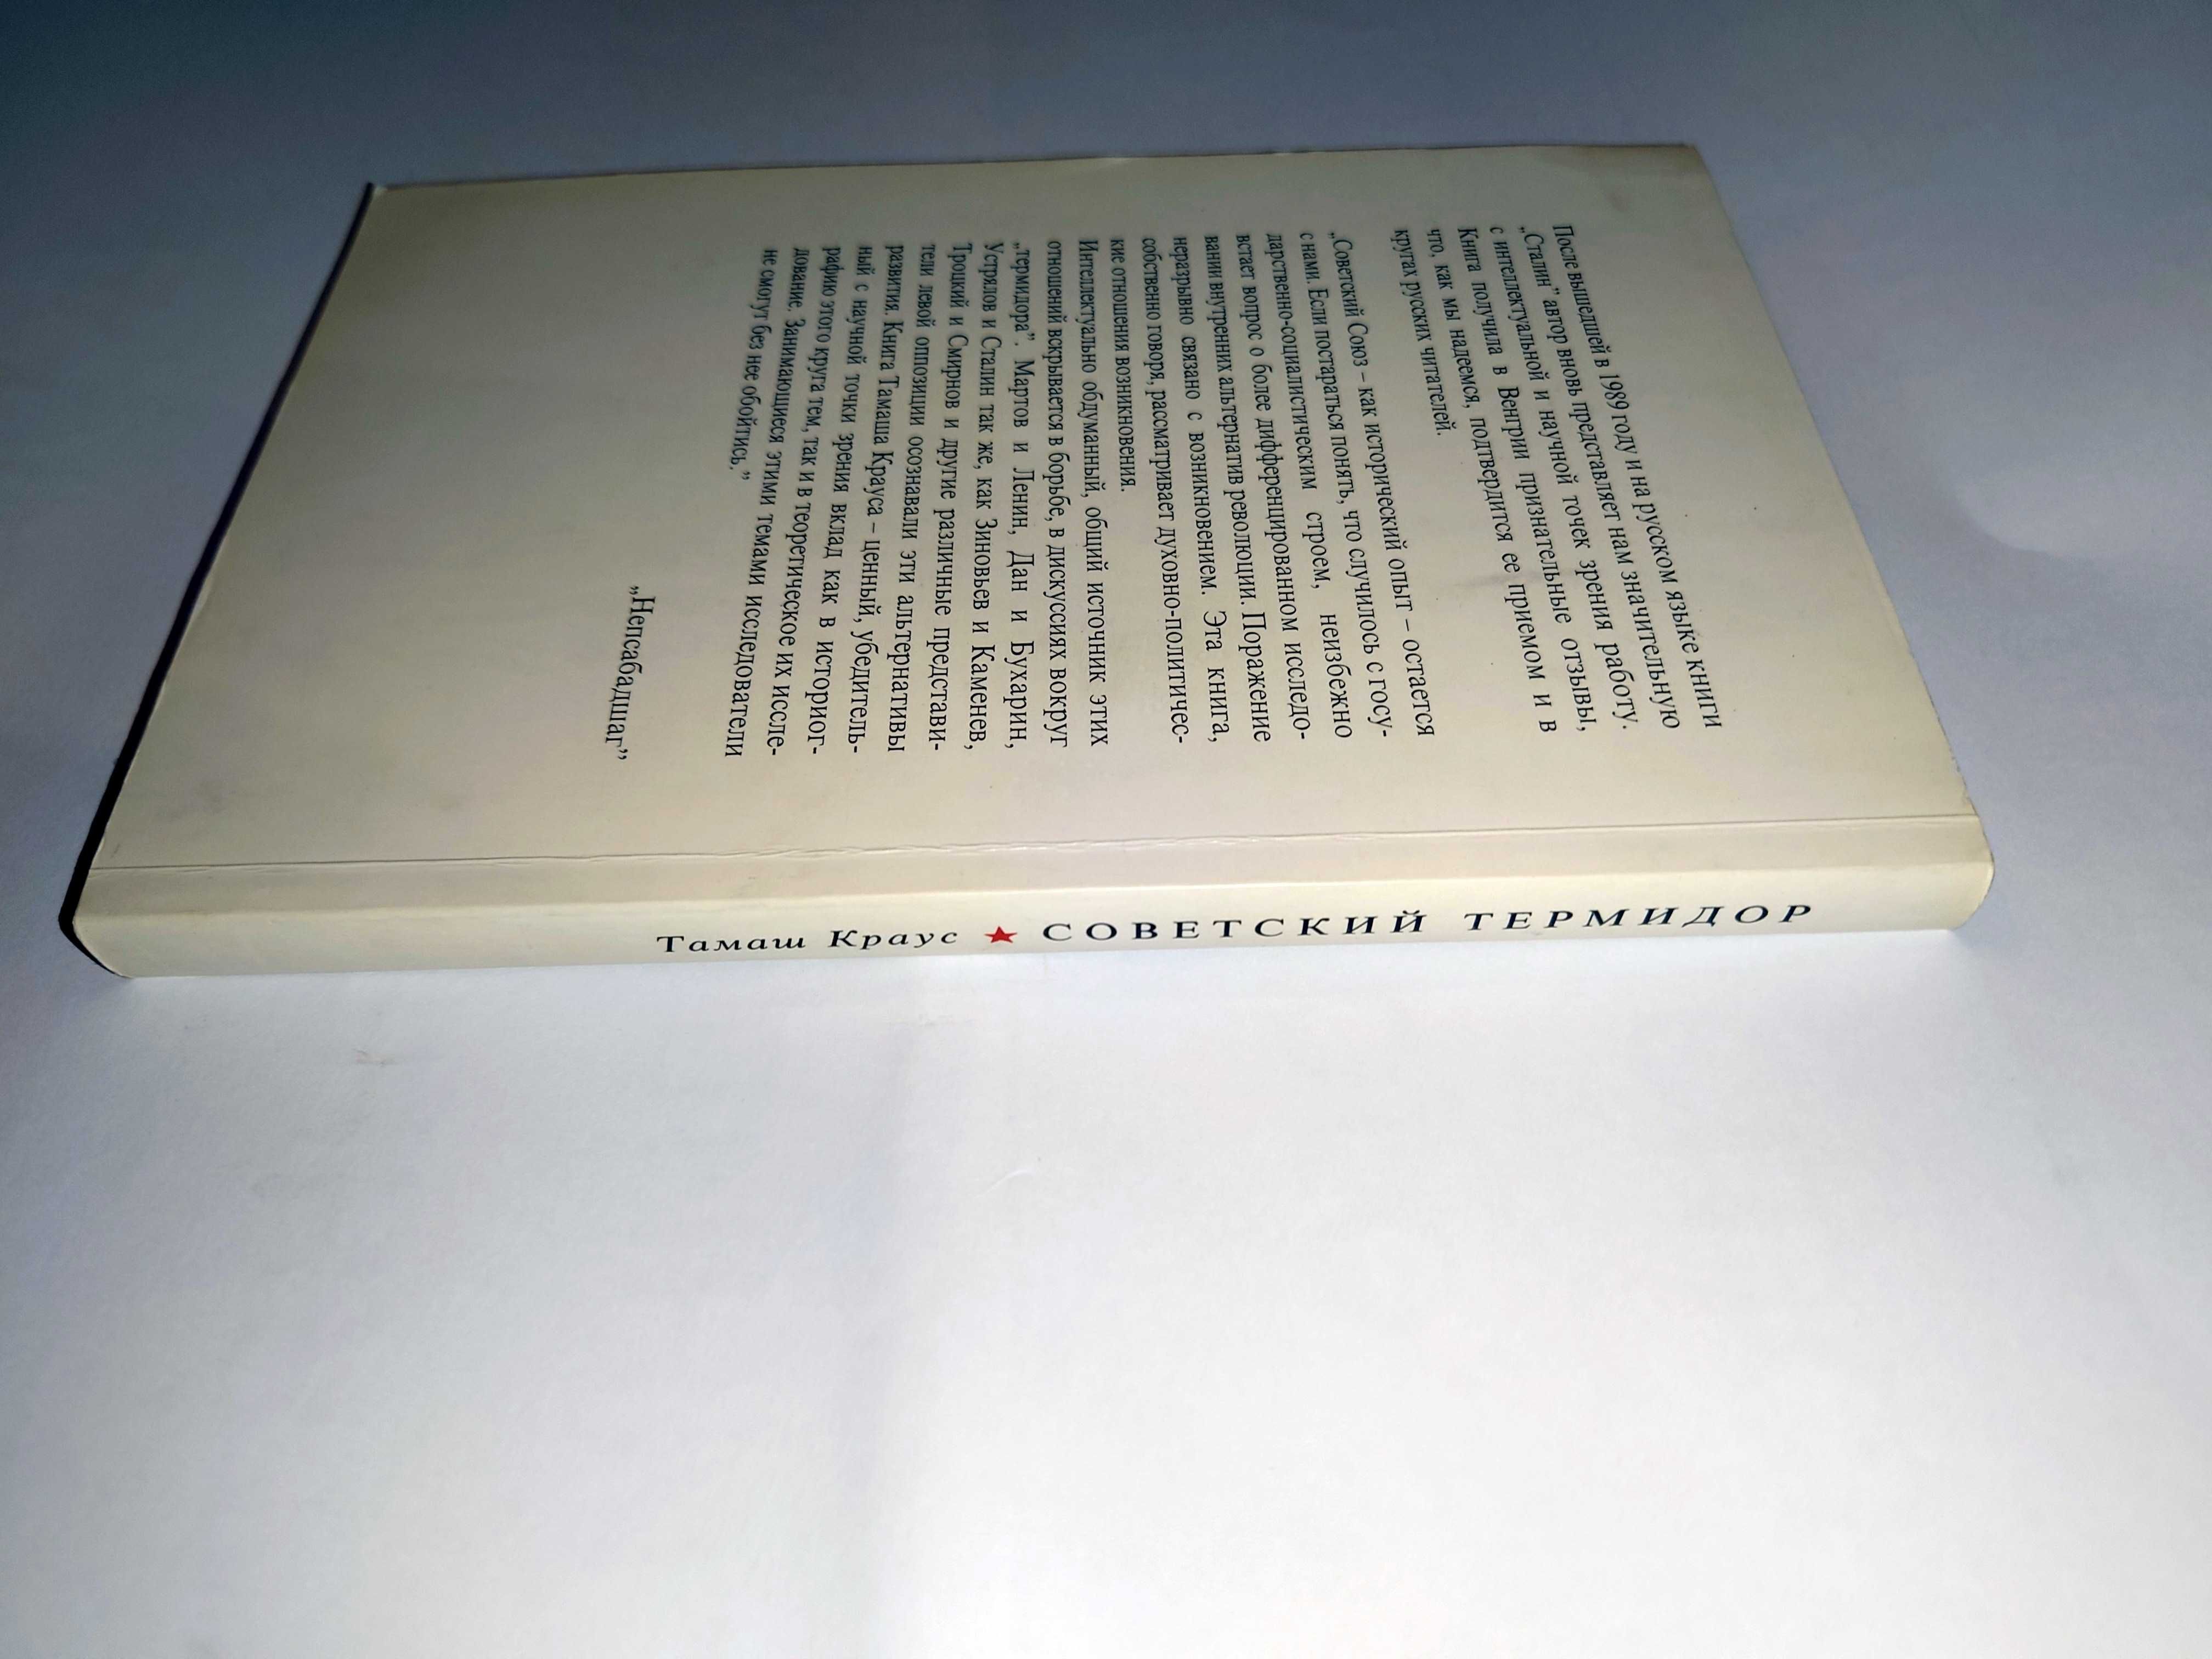 После вышедшей в 1989 году и на русском языке книги
„Сталин” автор вновь представляет нам значительную
с интеллектуальной и научной точек зрения работу.
Книга получила в Венгрии признательные отзывы,
что, как мы надеемся, подтвердится ее приемом и в
кругах русских читателей.
„Советский Союз – как исторический опыт – остается
с нами. Если постараться понять, что случилось с госу-
дарственно-социалистическим строем, неизбежно
встает вопрос о более дифференцированном исследо-
вании внутренних альтернатив революции. Поражение
неразрывно связано с возникновением. Эта книга,
собственно говоря, рассматривает духовно-политичес-
кие отношения возникновения.
Интеллектуально обдуманный, общий источник этих
отношений вскрывается в борьбе, в дискуссиях вокруг
„термидора”. Мартов и Ленин, Дан и Бухарин,
Устрялов и Сталин так же, как Зиновьев и Каменев,
Троцкий и Смирнов и другие различные представи-
тели левой оппозиции осознавали эти альтернативы
развития. Книга Тамаша Крауса – ценный, убедитель-
ный с научной точки зрения вклад как в историог-
рафию этого круга тем, так и в теоретическое их иссле-
дование. Занимающиеся этими темами исследователи
не смогут без нее обойтись.”
„Непсабадшаг”
Тамаш Краус ★ СОВЕТСКИЙ ТЕРМИДОР